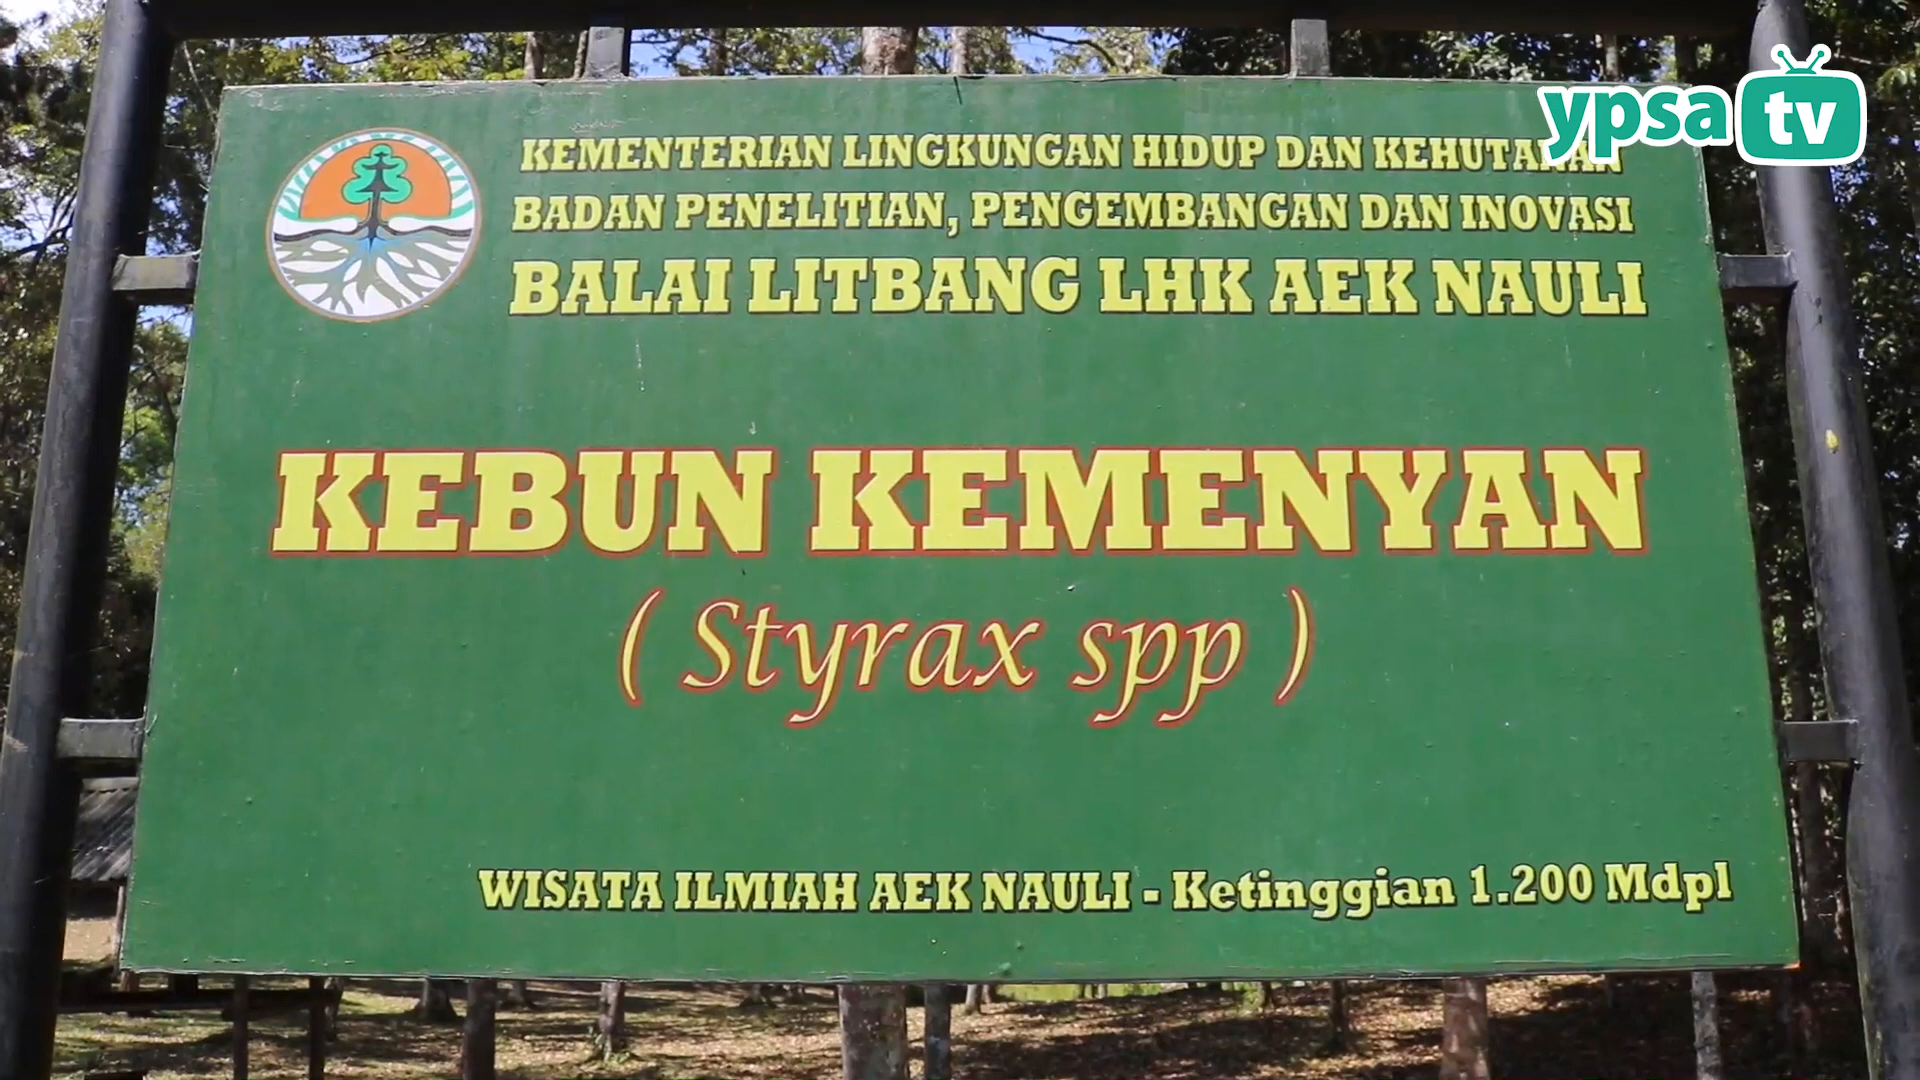 ypsa tv
KEMENTERIAN LINGKUNGAN HIDUP DAN KEHUTANAN
BADAN PENELITIAN, PENGEMBANGAN DAN INOVASI
BALAI LITBANG LHK AEK NAULI
KEBUN KEMENYAN
( Styrax spp )
WISATA ILMIAH AEK NAULI - Ketinggian 1.200 Mdpl